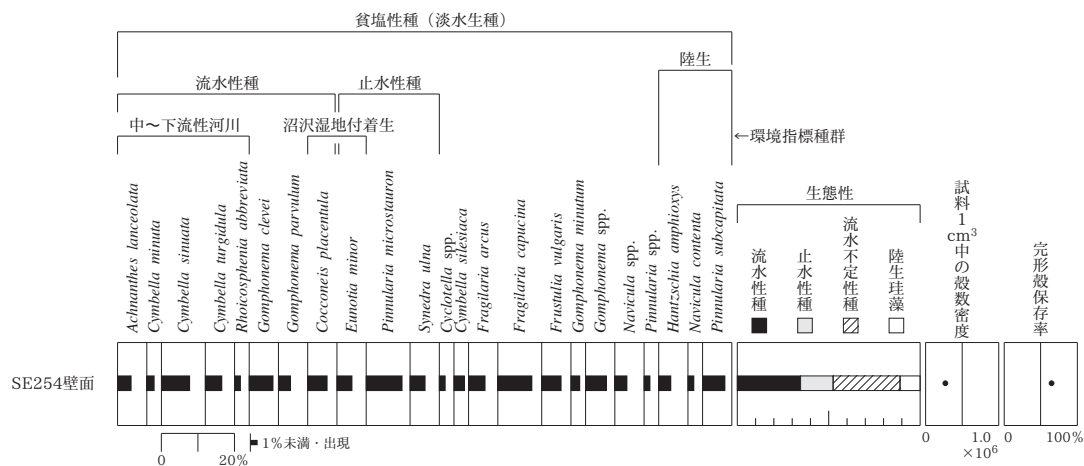 貧塩性種（淡水生種）
流水性種
止水性種
陸生
中～下流性河川
沼沢湿地付着生
←環境指標種群
Achnanthes lanceolata
Cymbella minuta
Cymbella sinuata
Cymbella turgidula
Rhoicosphenia abbreviata
Gomphonema clevei
Gomphonema parvulum
Cocconeis placentula
Eunotia minor
Pinnularia microstauron
Synedra ulna
Cyclotella spp.
Cymbella silesiaca
Fragilaria arcus
Fragilaria capucina
Frustulia vulgaris
Gomphonema minutum
Gomphonema spp.
Navicula spp.
Pinnularia spp.
Hantzschia amphioxys
Navicula contenta
Pinnularia subcapitata
生態性
流水性種
止水性種
流水不定性種
陸生珪藻
試料1cm³中の殻数密度
完形殻保存率
SE254壁面
0 20%
1%未満・出現
0 1.0
×10⁶
0 100%